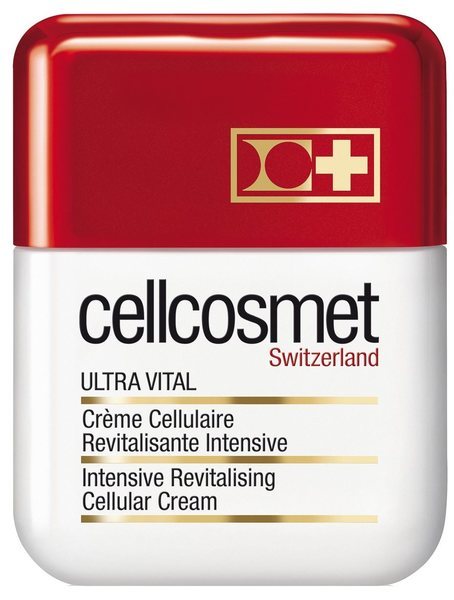 cellcosmet
Switzerland
ULTRA VITAL
Crème Cellulaire
Revitalisante Intensive
Intensive Revitalising
Cellular Cream